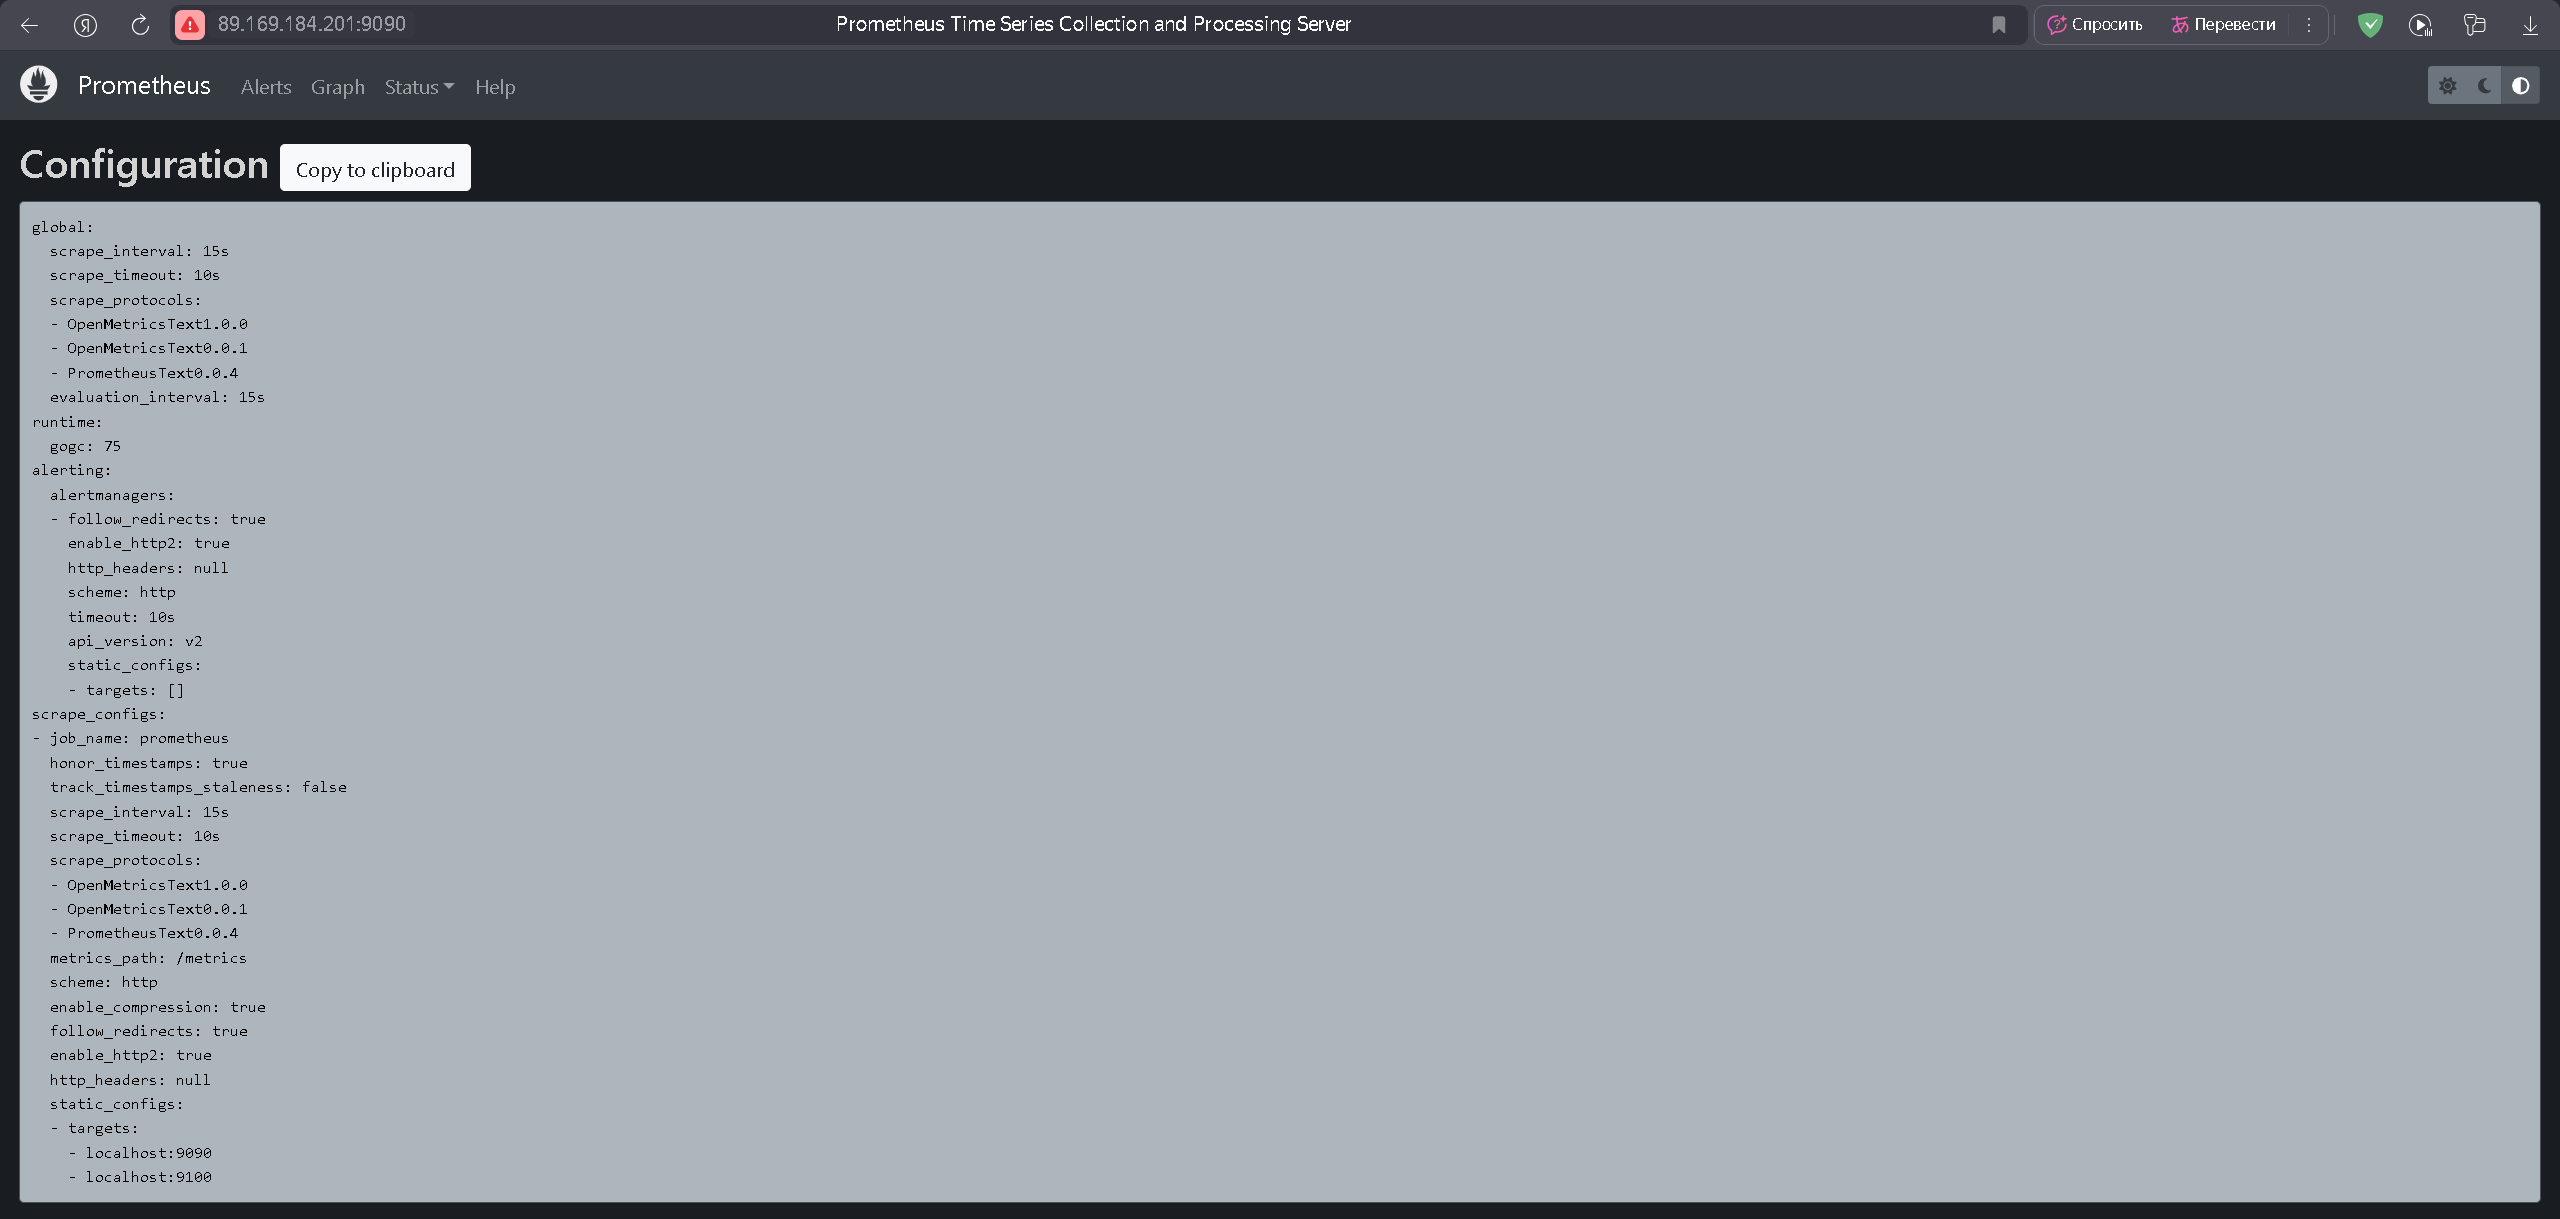 89.169.184.201:9090
Prometheus Time Series Collection and Processing Server
Спросить
Перевести
Prometheus
Alerts
Graph
Status
Help
Configuration
Copy to clipboard
global:
  scrape_interval: 15s
  scrape_timeout: 10s
  scrape_protocols:
  - OpenMetricsText1.0.0
  - OpenMetricsText0.0.1
  - PrometheusText0.0.4
  evaluation_interval: 15s
runtime:
  gogc: 75
alerting:
  alertmanagers:
  - follow_redirects: true
    enable_http2: true
    http_headers: null
    scheme: http
    timeout: 10s
    api_version: v2
    static_configs:
    - targets: []
scrape_configs:
- job_name: prometheus
  honor_timestamps: true
  track_timestamps_staleness: false
  scrape_interval: 15s
  scrape_timeout: 10s
  scrape_protocols:
  - OpenMetricsText1.0.0
  - OpenMetricsText0.0.1
  - PrometheusText0.0.4
  metrics_path: /metrics
  scheme: http
  enable_compression: true
  follow_redirects: true
  enable_http2: true
  http_headers: null
  static_configs:
  - targets:
    - localhost:9090
    - localhost:9100